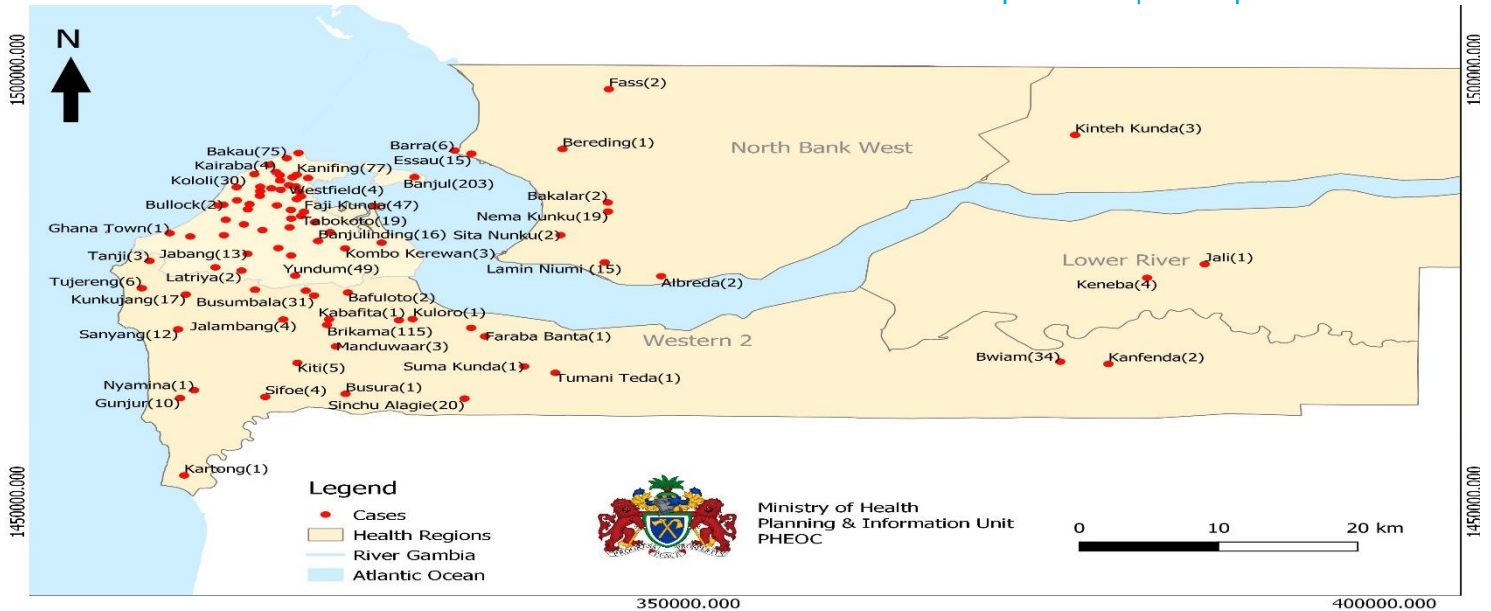 N
1500000.000
1500000.000
Fass(2)
Kinteh Kunda(3)
Bakau(75)
Barra(6)
Bereding(1)
North Bank West
Kairaba(4)
Kanifing(77)
Essau(15)
Kololi(30)
Westfield(4)
Banjul(203)
Bullock(2)
Faji Kunda(47)
Bakalar(2)
Tabokoto(19)
Nema Kunku(19)
Ghana Town(1)
Banjulinding(16)
Sita Nunku(2)
Tanji(3)
Jabang(13)
Kombo Kerewan(3)
Lamin Niumi (15)
Lower River
Jali(1)
Tujereng(6)
Latriya(2)
Yundum(49)
Albreda(2)
Keneba(4)
Kunkujang(17)
Busumbala(31)
Bafuloto(2)
Kabafita(1)
Kuloro(1)
Sanyang(12)
Jalambang(4)
Brikama(115)
Faraba Banta(1)
Western 2
Manduwaar(3)
Bwiam(34)
Kanfenda(2)
Kiti(5)
Suma Kunda(1)
Tumani Teda(1)
Nyamina(1)
Sifoe(4)
Busura(1)
Gunjur(10)
Sinchu Alagie(20)
Kartong(1)
Legend
Cases
Health Regions
River Gambia
Atlantic Ocean
Ministry of Health
Planning & Information Unit
PHEOC
0 10 20 km
1450000.000
1450000.000
350000.000
400000.000